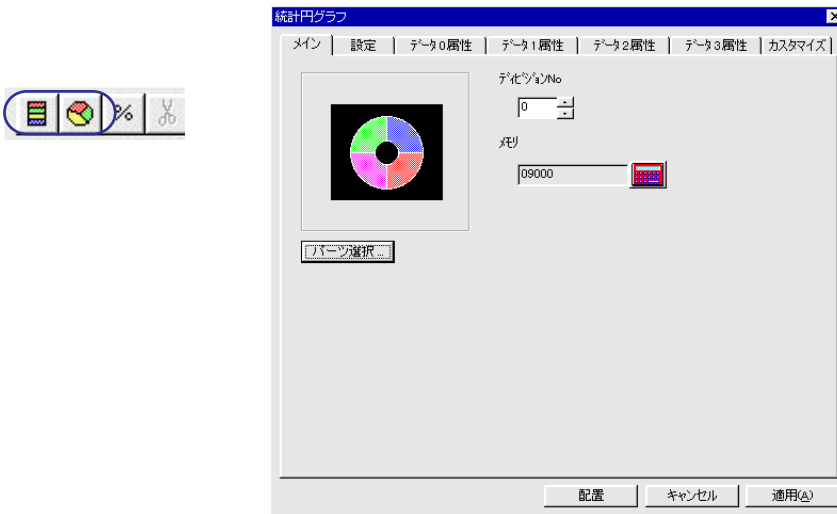 統計円グラフ
メイン 設定 ﾃﾞｰﾀ0属性 ﾃﾞｰﾀ1属性 ﾃﾞｰﾀ2属性 ﾃﾞｰﾀ3属性 ｶｽﾀﾏｲｽﾞ
ﾃﾞｨﾋﾞｼﾞｮﾝNo
0
ﾒﾓﾘ
09000
パーツ選択...
%
配置 キャンセル 適用(A)